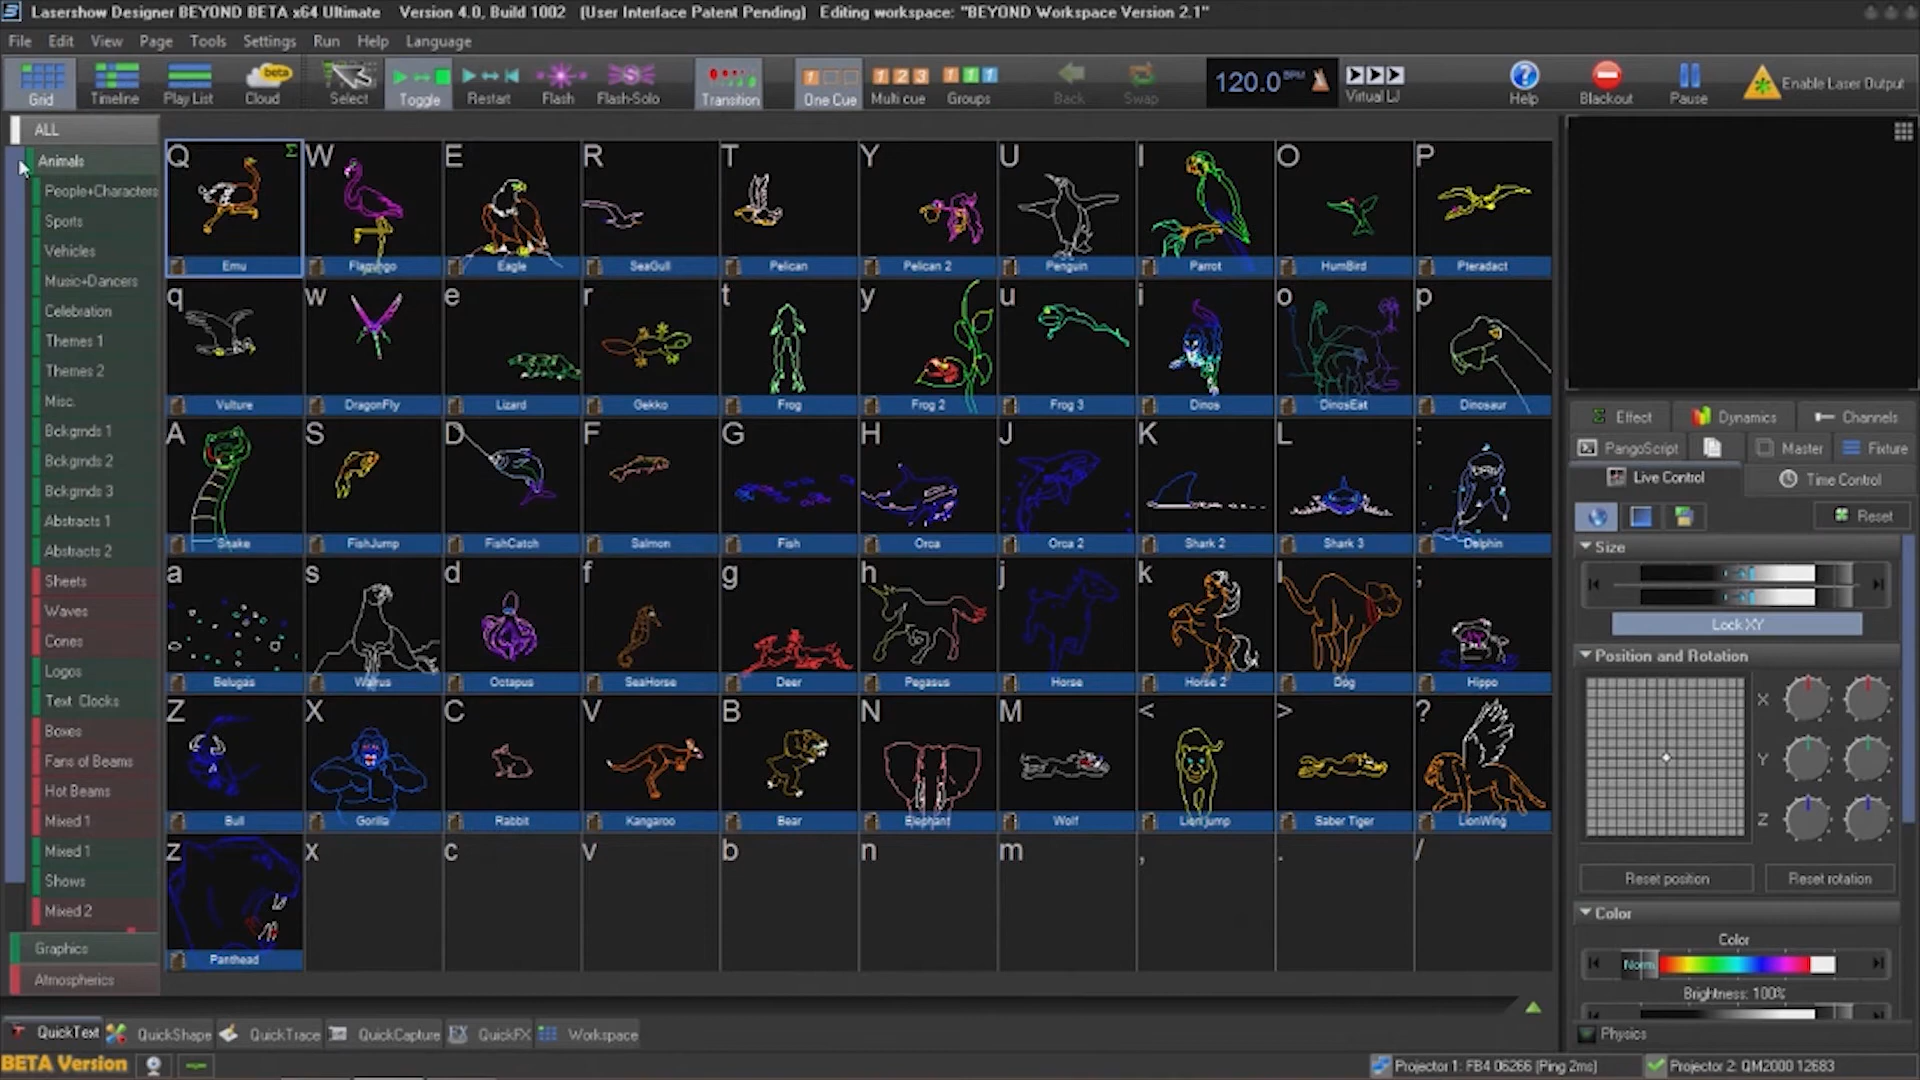 Lasershow Designer BEYOND BETA x64 Ultimate Version 4.0, Build 1002 (User Interface Patent Pending) Editing workspace: "BEYOND Workspace Version 2.1"
File Edit View Page Tools Settings Run Help Language
Grid Timeline Play List Cloud beta Select Toggle Restart Flash Flash-Solo Transition One Cue Multi cue Groups Back Swap 120.0 BPM Virtual LJ Help Blackout Pause Enable Laser Output
ALL
Animals
People+Characters
Sports
Vehicles
Music+Dancers
Celebration
Themes 1
Themes 2
Misc.
Bckgrnds 1
Bckgrnds 2
Bckgrnds 3
Abstracts 1
Abstracts 2
Sheets
Waves
Cones
Logos
Text Clocks
Boxes
Fans of Beams
Hot Beams
Mixed 1
Mixed 1
Shows
Mixed 2
Graphics
Atmospherics
Q W E R T Y U I O P
Emu Flamingo Eagle SeaGull Pelican Pelican 2 Penguin Parrot HumBird Pteradact
q w e r t y u i o p
Vulture DragonFly Lizard Gekko Frog Frog 2 Frog 3 Dinos DinosEat Dinosaur
A S D F G H J K L :
Snake FishJump FishCatch Salmon Fish Orca Orca 2 Shark 2 Shark 3 Dolphin
a s d f g h j k l ;
Belugas Walrus Octapus SeaHorse Deer Pegasus Horse Horse 2 Dog Hippo
Z X C V B N M < > ?
Bull Gorilla Rabbit Kangaroo Bear Elephant Wolf Lion jump Saber Tiger LionWing
z x c v b n m , . /
Panthead
Effect Dynamics Channels
PangoScript Master Fixture
Live Control Time Control
Reset
Size
Lock XY
Position and Rotation
X
Y
Z
Reset position Reset rotation
Color
Color
Norm
Brightness: 100%
Physics
QuickText QuickShape QuickTrace QuickCapture QuickFX Workspace
BETA Version Projector 1: FB4 06266 (Ping 2ms) Projector 2: QM2000 12683